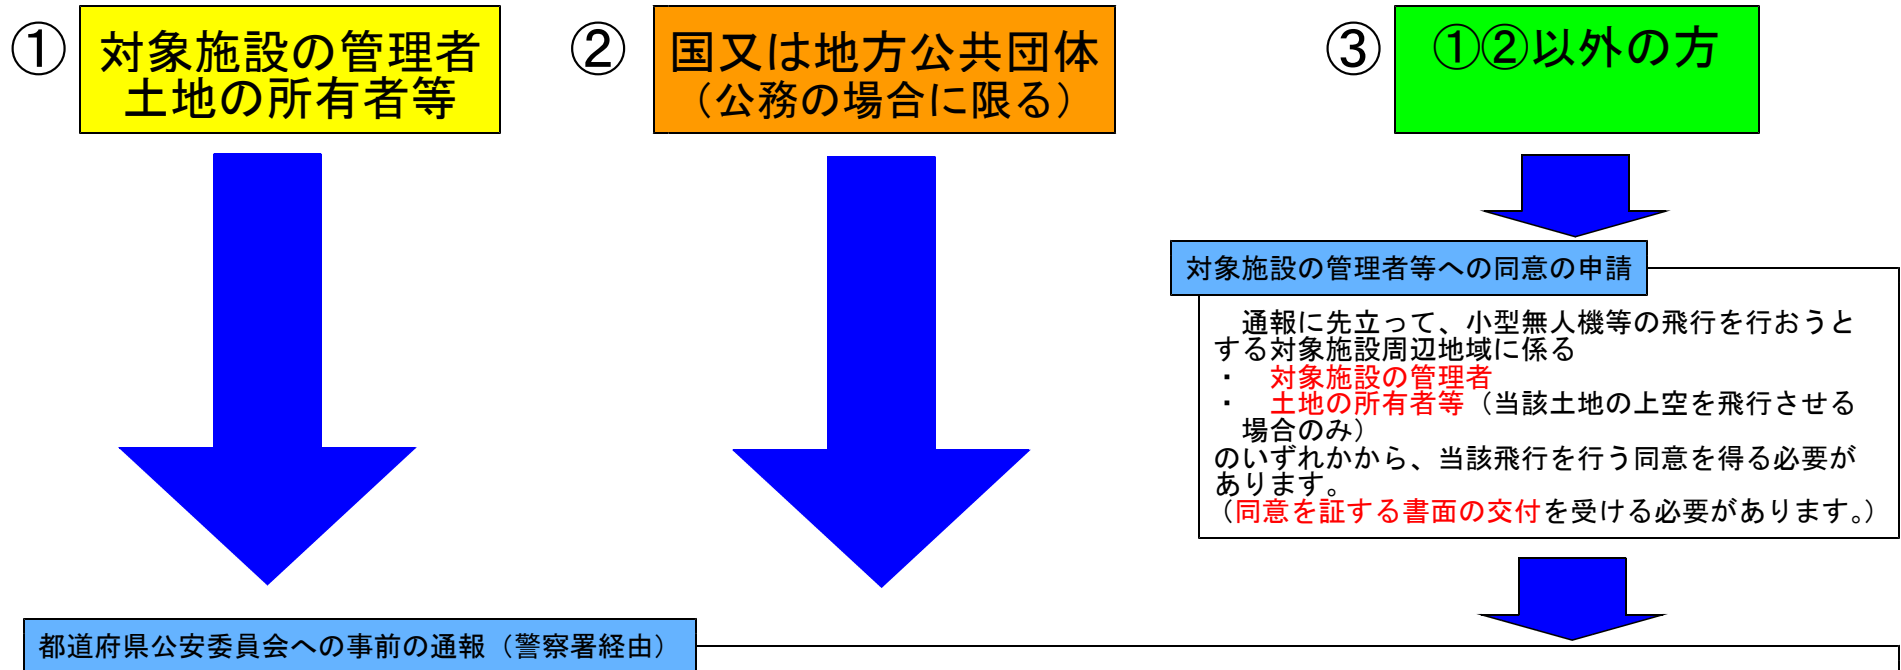 ①
対象施設の管理者
土地の所有者等
②
国又は地方公共団体
（公務の場合に限る）
③
①②以外の方
対象施設の管理者等への同意の申請
通報に先立って、小型無人機等の飛行を行おうと
する対象施設周辺地域に係る
・　対象施設の管理者
・　土地の所有者等（当該土地の上空を飛行させる
場合のみ）
のいずれかから、当該飛行を行う同意を得る必要が
あります。
（同意を証する書面の交付を受ける必要があります。）
都道府県公安委員会への事前の通報（警察署経由）